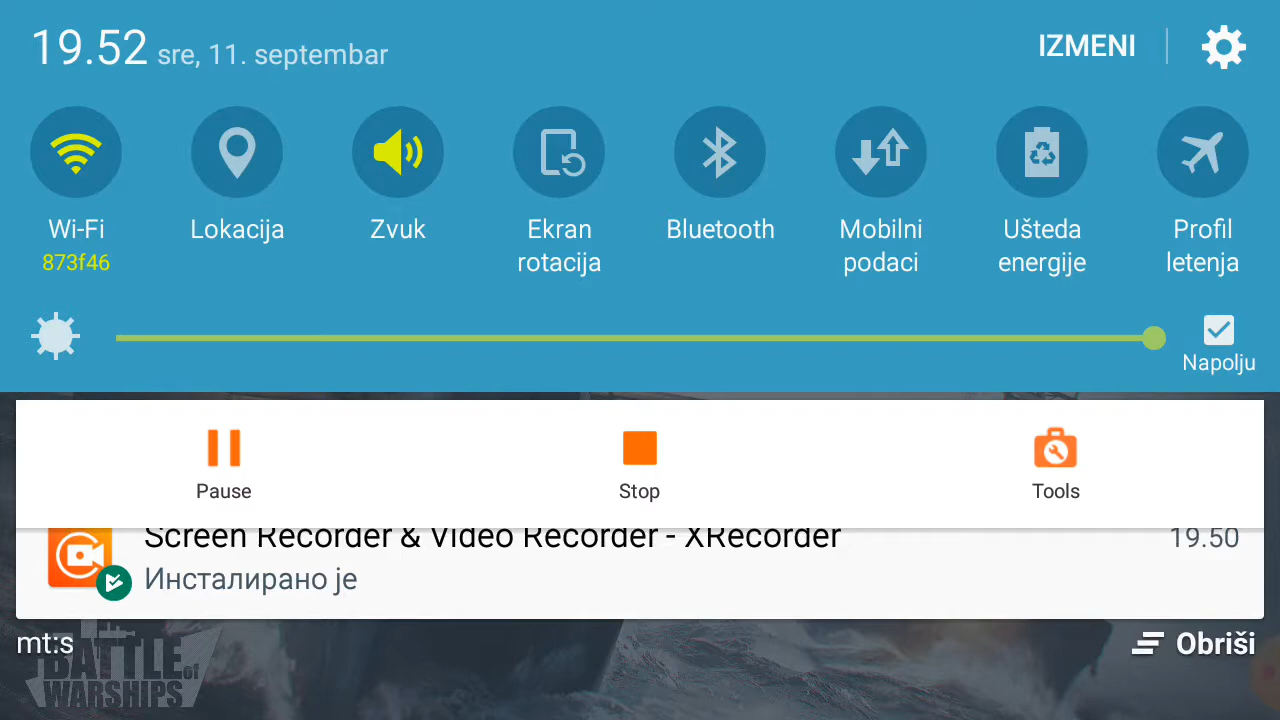 19.52 sre, 11. septembar
IZMENI
Wi-Fi
873f46
Lokacija
Zvuk
Ekran
rotacija
Bluetooth
Mobilni
podaci
Ušteda
energije
Profil
letenja
Napolju
Pause
Stop
Tools
Screen Recorder & Video Recorder - XRecorder
19.50
Инсталирано је
mt:s
Obriši
BATTLE of
WARSHIPS